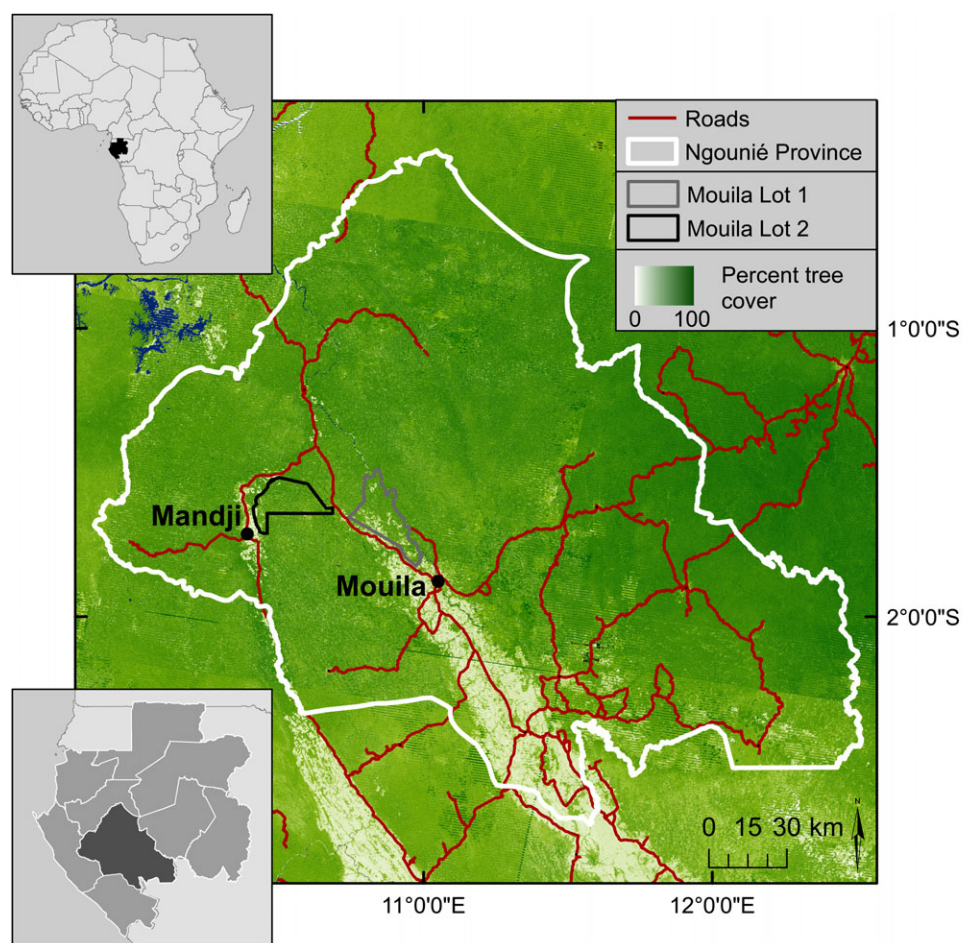 Roads
Ngounié Province
Mouila Lot 1
Mouila Lot 2
Percent tree
cover
0 100
1°0'0"S
Mandji
Mouila
2°0'0"S
0 15 30 km
N
11°0'0"E
12°0'0"E